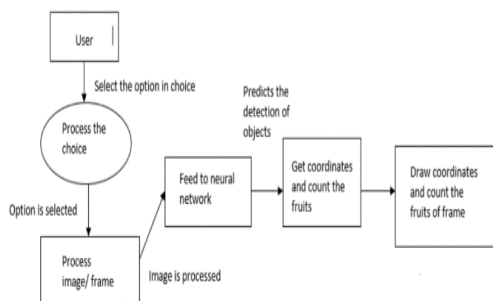 User
Select the option in choice
Process the
choice
Option is selected
Process
image/ frame
Image is processed
Feed to neural
network
Predicts the
detection of
objects
Get coordinates
and count the
fruits
Draw coordinates
and count the
fruits of frame